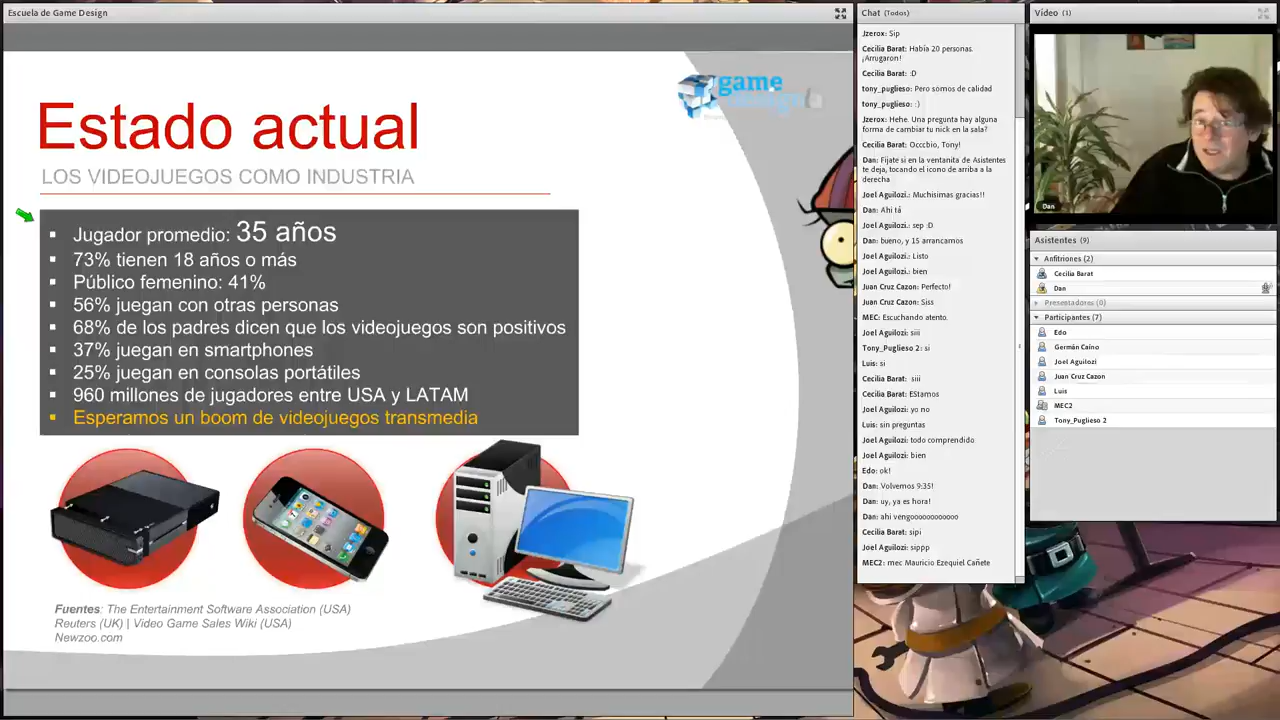 Escuela de Game Design
game
design
Estado actual
LOS VIDEOJUEGOS COMO INDUSTRIA
▪ Jugador promedio: 35 años
▪ 73% tienen 18 años o más
▪ Público femenino: 41%
▪ 56% juegan con otras personas
▪ 68% de los padres dicen que los videojuegos son positivos
▪ 37% juegan en smartphones
▪ 25% juegan en consolas portátiles
▪ 960 millones de jugadores entre USA y LATAM
▪ Esperamos un boom de videojuegos transmedia
Fuentes: The Entertainment Software Association (USA)
Reuters (UK) | Video Game Sales Wiki (USA)
Newzoo.com
Chat (Todos)
Jzerox: Sip
Cecilia Barat: Había 20 personas.
¡Arrugaron!
Cecilia Barat: :D
tony_puglieso: Pero somos de calidad
tony_puglieso: :)
Jzerox: Hehe. Una pregunta hay alguna
forma de cambiar tu nick en la sala?
Cecilia Barat: Occcbio, Tony!
Dan: Fijate si en la ventanita de Asistentes
te deja, tocando el icono de arriba a la
derecha
Joel Aguilozi.: Muchisimas gracias!!
Dan: Ahi tá
Joel Aguilozi.: sep :D
Dan: bueno, y 15 arrancamos
Joel Aguilozi.: Listo
Joel Aguilozi.: bien
Juan Cruz Cazon: Perfecto!
Juan Cruz Cazon: Siss
MEC: Escuchando atento.
Joel Aguilozi: siii
Tony_Puglieso 2: si
Luis: si
Cecilia Barat: siii
Cecilia Barat: EStamos
Joel Aguilozi: yo no
Luis: sin preguntas
Joel Aguilozi: todo comprendido
Joel Aguilozi: bien
Edo: ok!
Dan: Volvemos 9:35!
Dan: uy, ya es hora!
Dan: ahi vengooooooooooo
Cecilia Barat: sipi
Joel Aguilozi: sippp
MEC2: mec Mauricio Ezequiel Cañete
Vídeo (1)
Dan
Asistentes (9)
Anfitriones (2)
Cecilia Barat
Dan
Presentadores (0)
Participantes (7)
Edo
Germán Caíno
Joel Aguilozi
Juan Cruz Cazon
Luis
MEC2
Tony_Puglieso 2